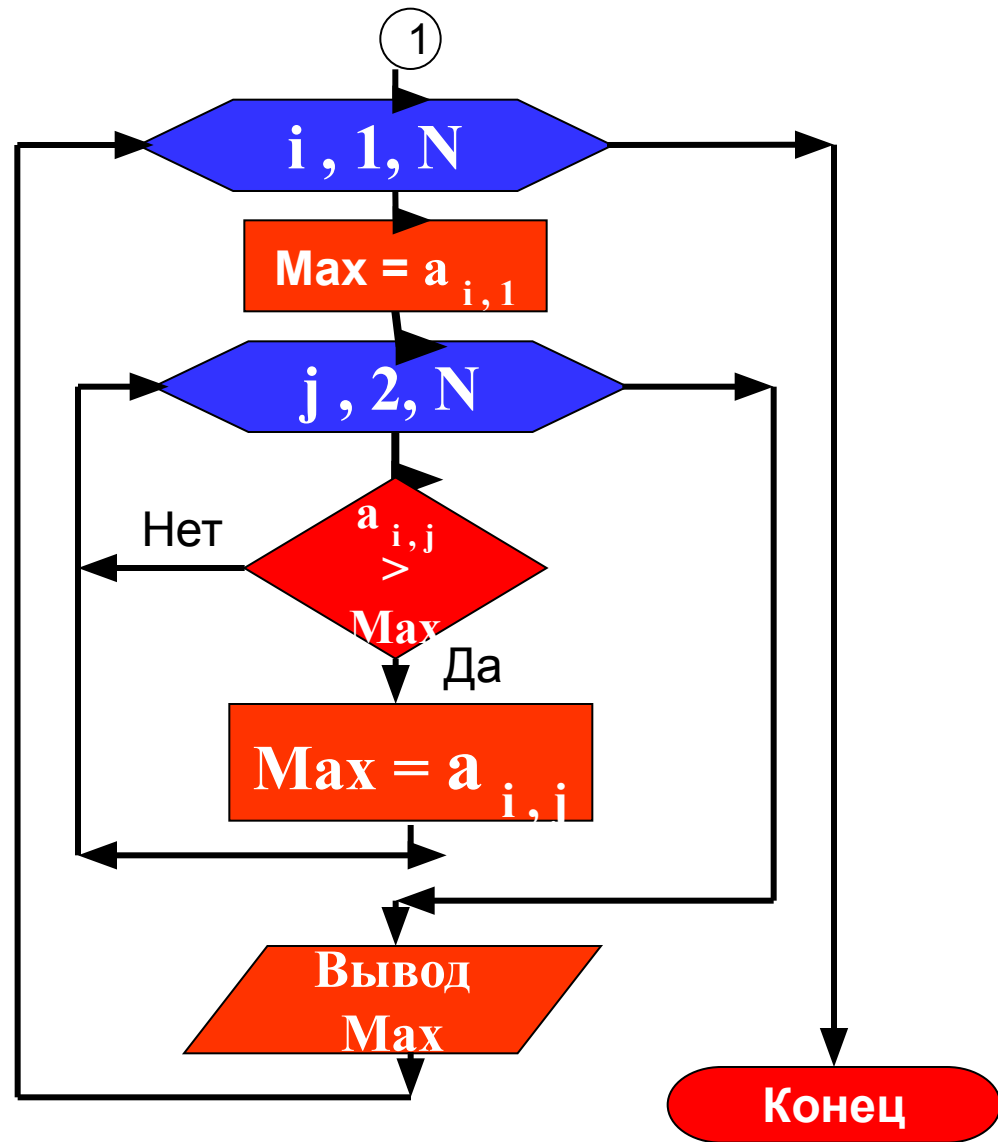 1
i , 1, N
Max = a i , 1
j , 2, N
a i , j
>
Max
Нет
Да
Max = a i , j
Вывод
Max
Конец